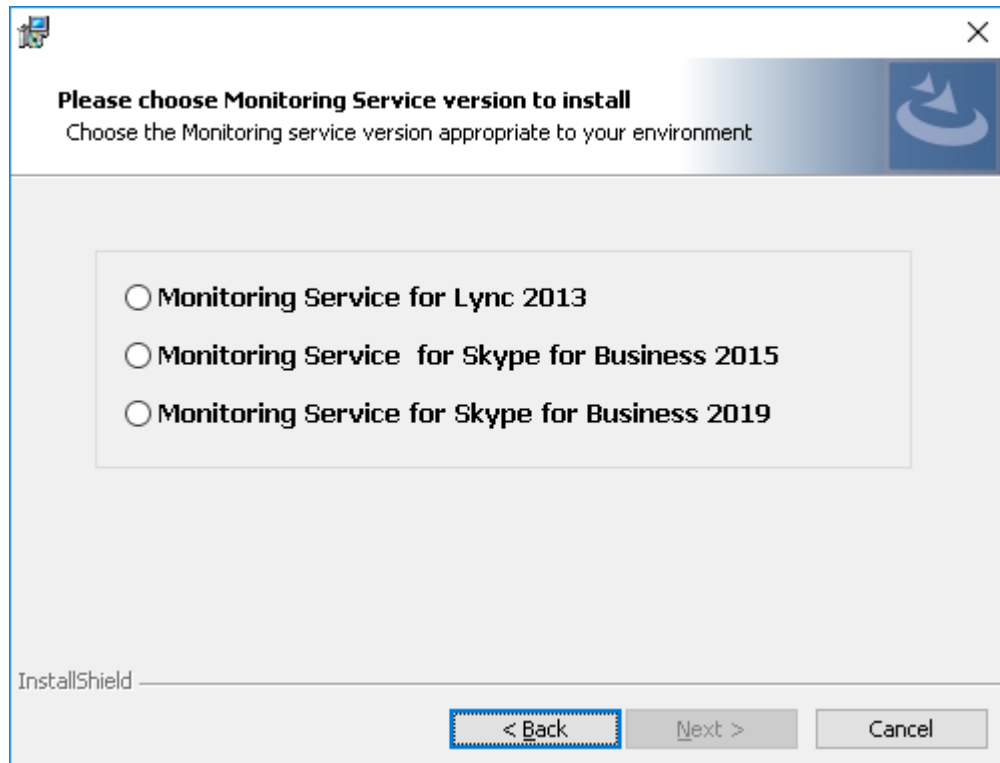 Please choose Monitoring Service version to install
Choose the Monitoring service version appropriate to your environment
Monitoring Service for Lync 2013
Monitoring Service  for Skype for Business 2015
Monitoring Service for Skype for Business 2019
InstallShield
< Back
Next >
Cancel